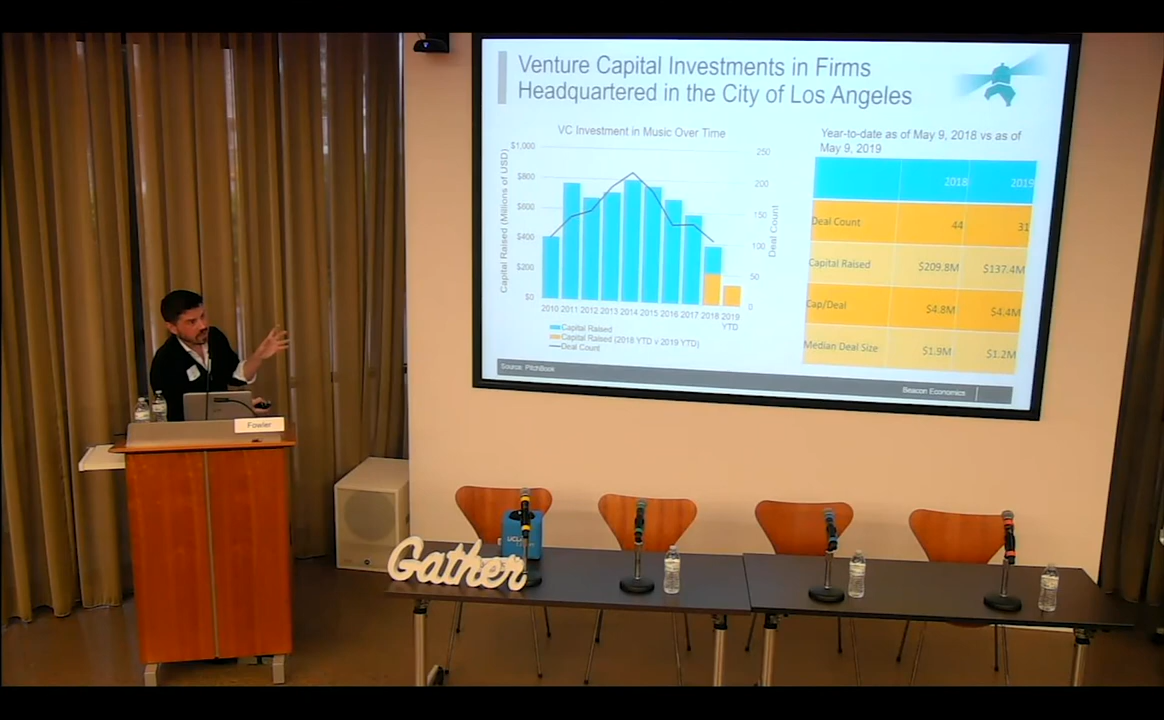 Venture Capital Investments in Firms
Headquartered in the City of Los Angeles
VC Investment in Music Over Time
$1,000
$800
$600
$400
$200
$0
Capital Raised (Millions of USD)
250
200
150
100
50
0
Deal Count
2010 2011 2012 2013 2014 2015 2016 2017 2018 2019
YTD
Capital Raised
Capital Raised (2018 YTD v 2019 YTD)
Deal Count
Year-to-date as of May 9, 2018 vs as of
May 9, 2019
2018 2019
Deal Count 44 31
Capital Raised $209.8M $137.4M
Cap/Deal $4.8M $4.4M
Median Deal Size $1.9M $1.2M
Source: PitchBook
Beacon Economics
Fowler
Gather